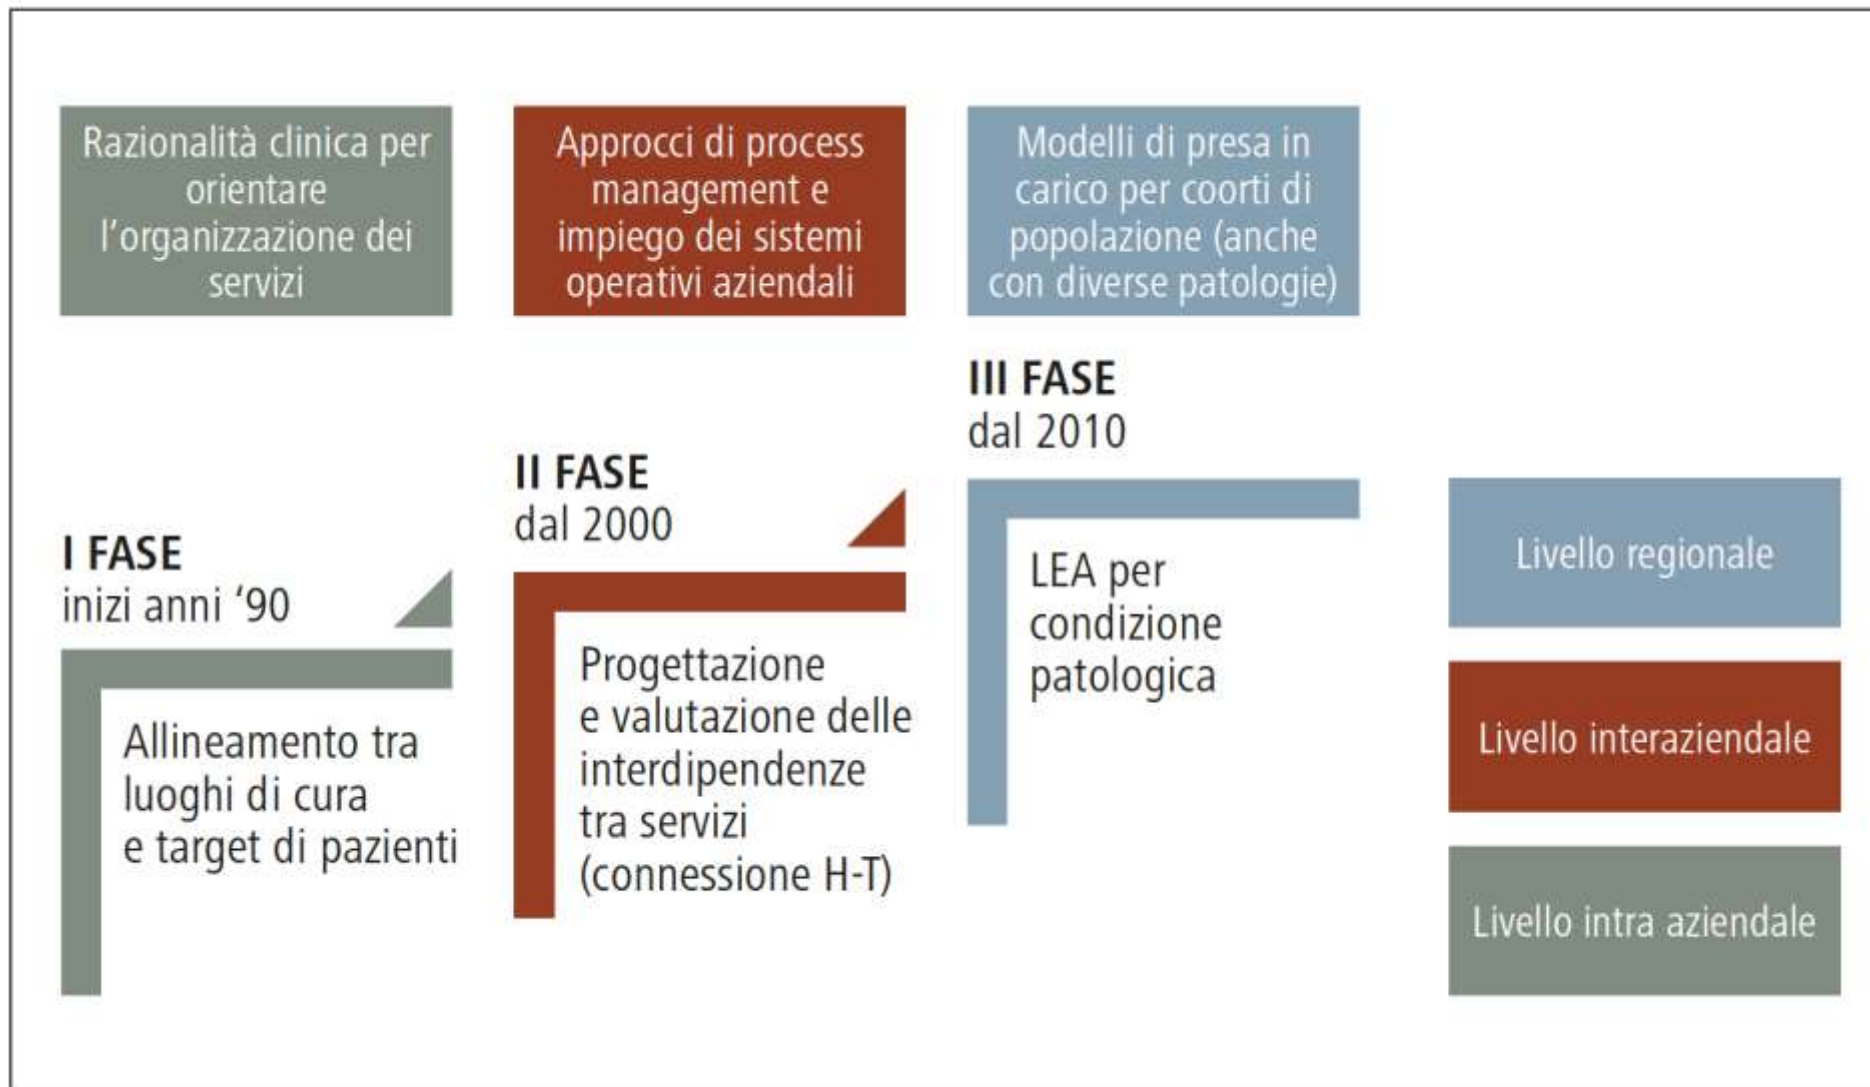 Razionalità clinica per
orientare
l’organizzazione dei
servizi
Approcci di process
management e
impiego dei sistemi
operativi aziendali
Modelli di presa in
carico per coorti di
popolazione (anche
con diverse patologie)
I FASE
inizi anni ‘90
Allineamento tra
luoghi di cura
e target di pazienti
II FASE
dal 2000
Progettazione
e valutazione delle
interdipendenze
tra servizi
(connessione H-T)
III FASE
dal 2010
LEA per
condizione
patologica
Livello regionale
Livello interaziendale
Livello intra aziendale